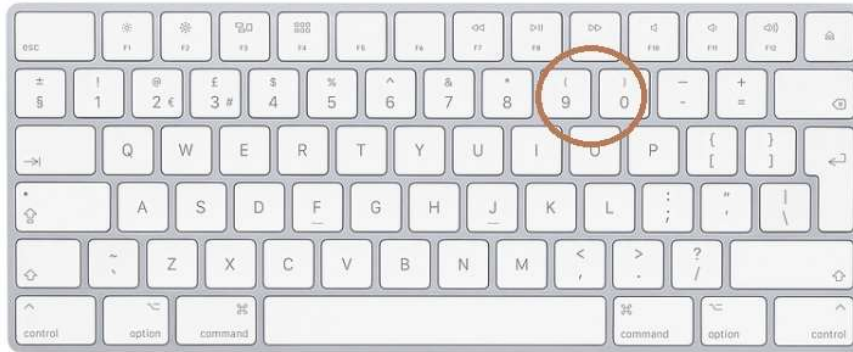 esc F1 F2 F3 F4 F5 F6 F7 F8 F9 F10 F11 F12
± § ! 1 @ 2 € £ 3 # $ 4 % 5 ^ 6 & 7 * 8 ( 9 ) 0 — - + =
Q W E R T Y U I O P { [ } ]
A S D F G H J K L : ; " ' | \
~ ` Z X C V B N M < , > . ? /
control option command command option control